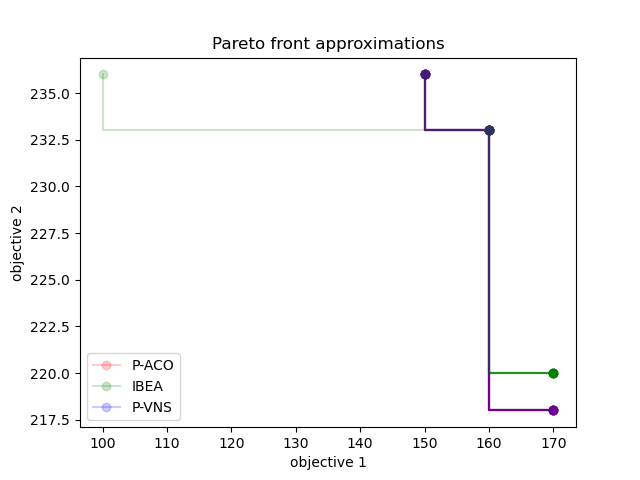 Pareto front approximations
objective 2
235.0
232.5
230.0
227.5
225.0
222.5
220.0
217.5
P-ACO
IBEA
P-VNS
100 110 120 130 140 150 160 170
objective 1